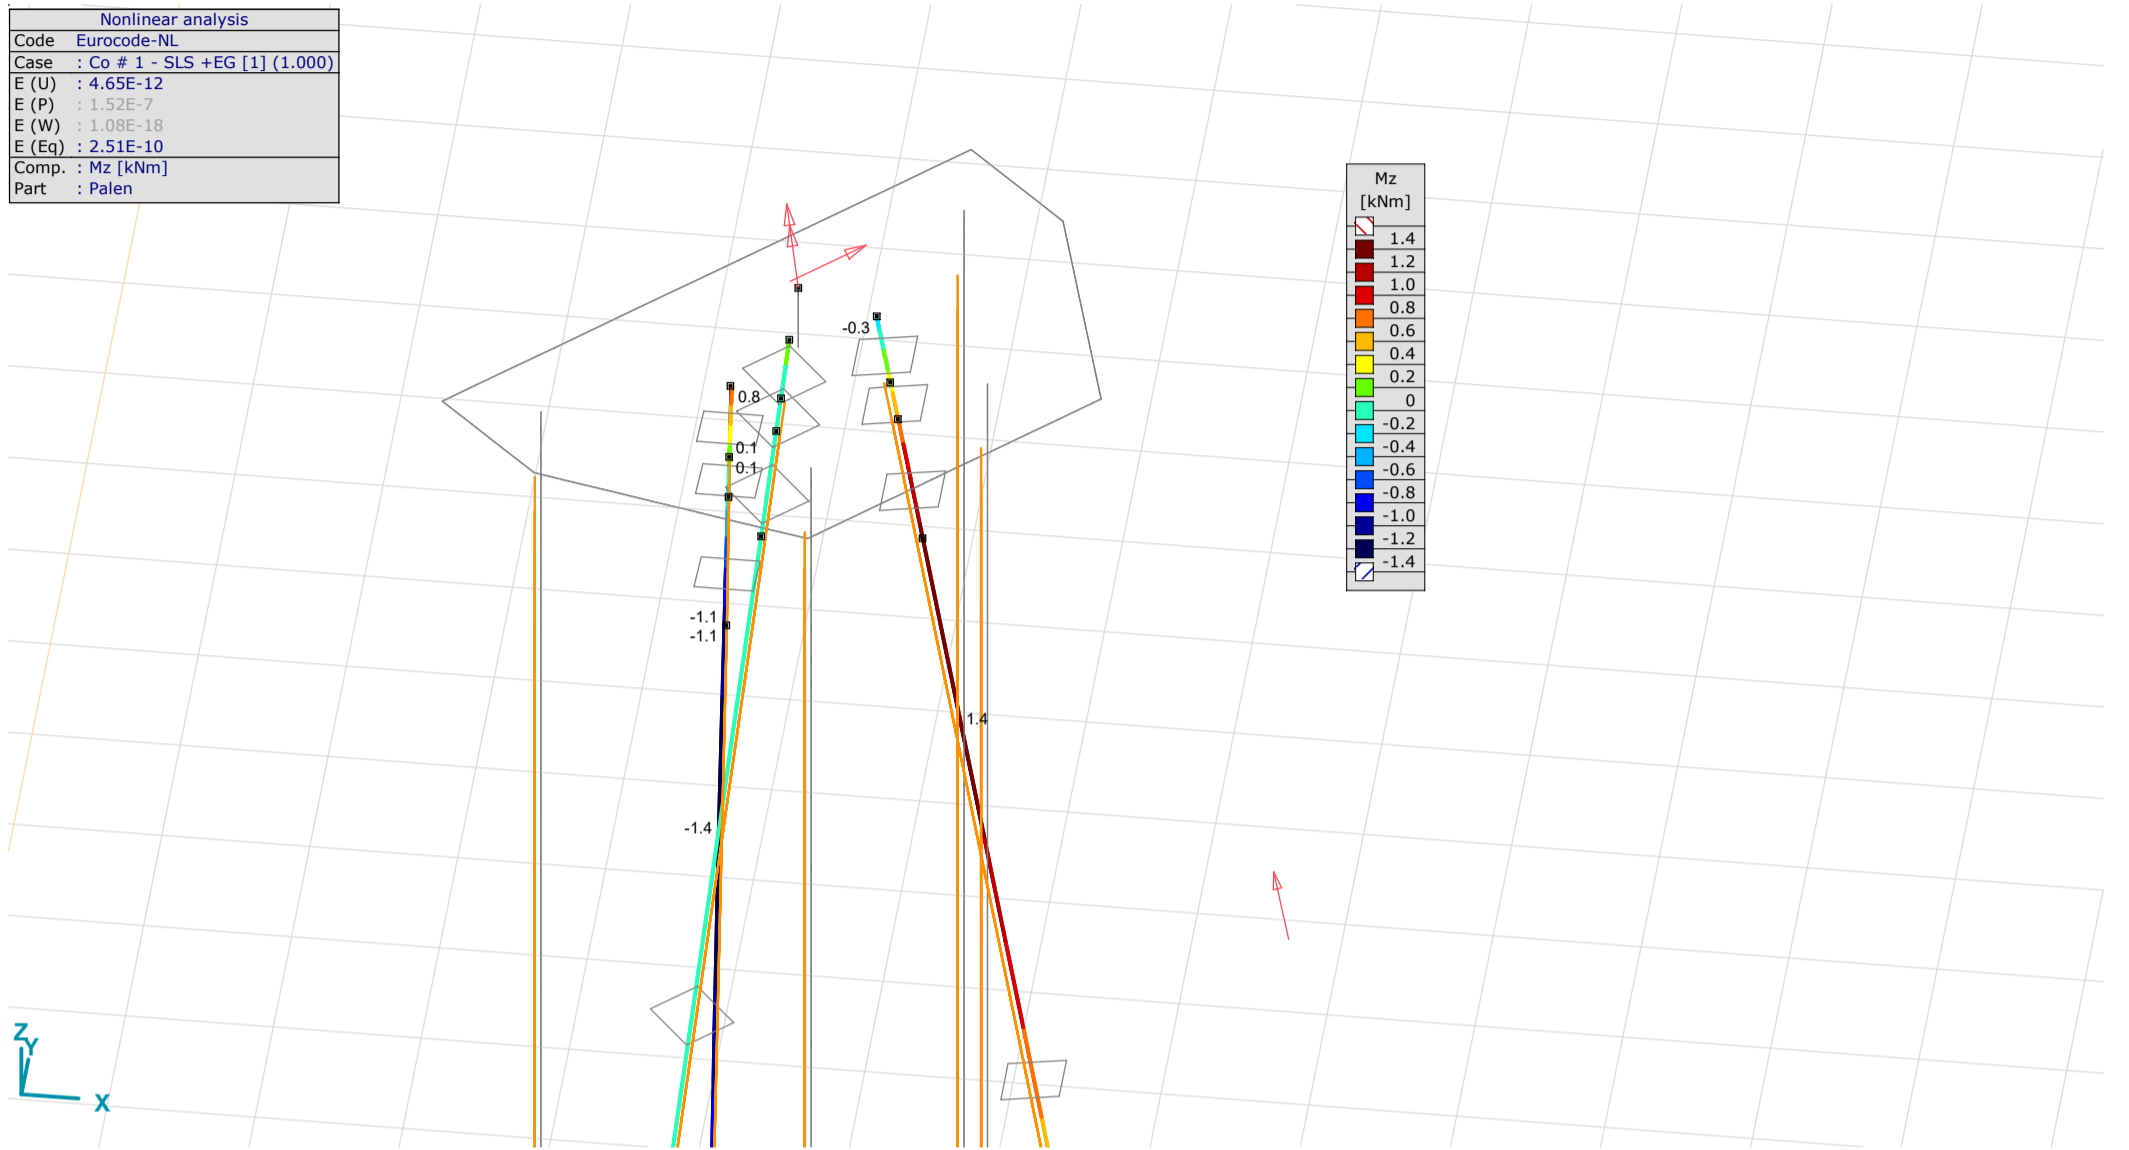 Nonlinear analysis
Code Eurocode-NL
Case : Co # 1 - SLS +EG [1] (1.000)
E (U) : 4.65E-12
E (P) : 1.52E-7
E (W) : 1.08E-18
E (Eq) : 2.51E-10
Comp. : Mz [kNm]
Part : Palen
Mz
[kNm]
1.4
1.2
1.0
0.8
0.6
0.4
0.2
0
-0.2
-0.4
-0.6
-0.8
-1.0
-1.2
-1.4
-0.3
0.8
0.1
0.1
-1.1
-1.1
1.4
-1.4
Z
Y
X